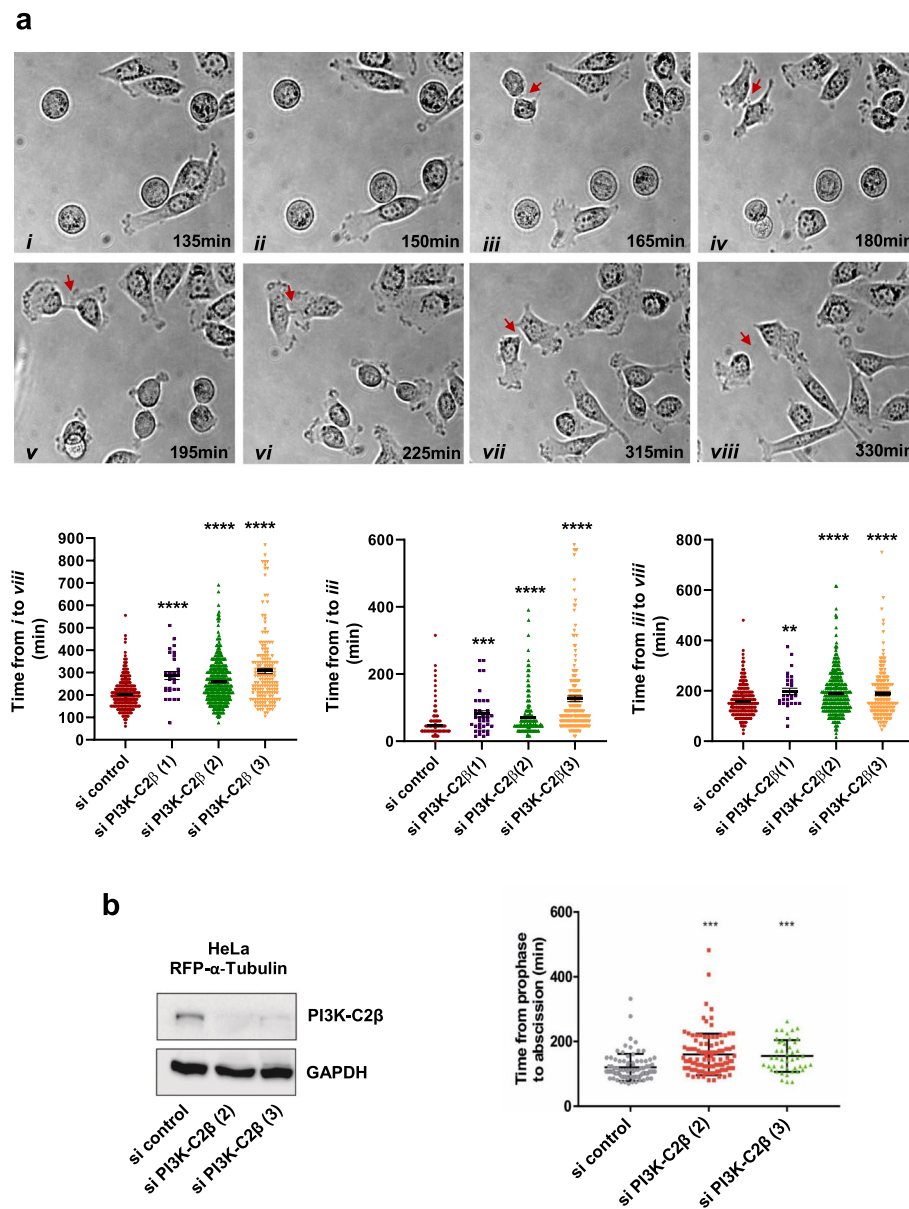 a
i 135min
ii 150min
iii 165min
iv 180min
v 195min
vi 225min
vii 315min
viii 330min
Time from i to viii
(min)
900
800
700
600
500
400
300
200
100
0
****
****
****
si control
si PI3K-C2β (1)
si PI3K-C2β (2)
si PI3K-C2β (3)
Time from i to iii
(min)
600
400
200
0
***
****
****
si control
si PI3K-C2β(1)
si PI3K-C2β(2)
si PI3K-C2β(3)
Time from iii to viii
(min)
800
600
400
200
0
**
****
****
si control
si PI3K-C2β(1)
si PI3K-C2β(2)
si PI3K-C2β(3)
b
HeLa
RFP-α-Tubulin
PI3K-C2β
GAPDH
si control
si PI3K-C2β (2)
si PI3K-C2β (3)
Time from prophase
to abscission (min)
600
400
200
0
***
***
si control
si PI3K-C2β (2)
si PI3K-C2β (3)